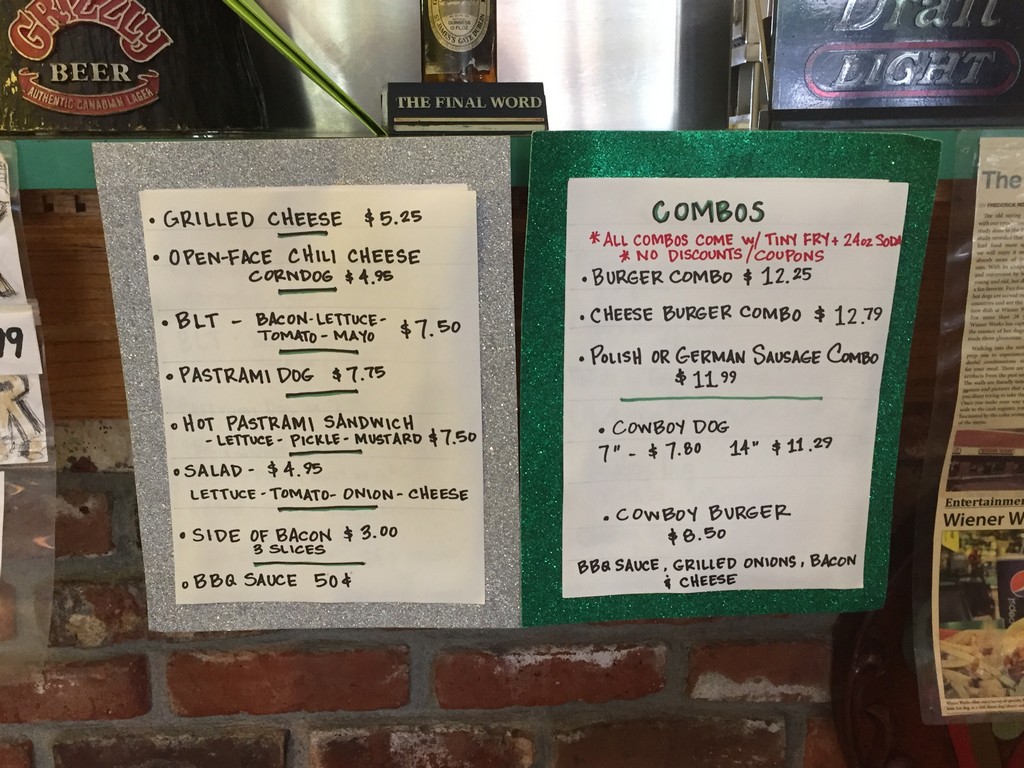 GRIZZLY
BEER
AUTHENTIC CANADIAN LAGER
THE FINAL WORD
Draft
LIGHT
• GRILLED CHEESE $5.25
• OPEN-FACE CHILI CHEESE
CORNDOG $4.95
• BLT - BACON-LETTUCE-
TOMATO-MAYO $7.50
• PASTRAMI DOG $7.75
• HOT PASTRAMI SANDWICH
-LETTUCE-PICKLE-MUSTARD $7.50
• SALAD - $4.95
LETTUCE-TOMATO-ONION-CHEESE
• SIDE OF BACON $3.00
3 SLICES
• BBQ SAUCE 50¢
COMBOS
* ALL COMBOS COME W/ TINY FRY + 24oz SODA
* NO DISCOUNTS/COUPONS
• BURGER COMBO $12.25
• CHEESE BURGER COMBO $12.79
• POLISH OR GERMAN SAUSAGE COMBO
$11.99
• COWBOY DOG
7" - $7.80 14" $11.29
• COWBOY BURGER
$8.50
BBQ SAUCE, GRILLED ONIONS, BACON
& CHEESE
99
The
Entertainmen
Wiener W